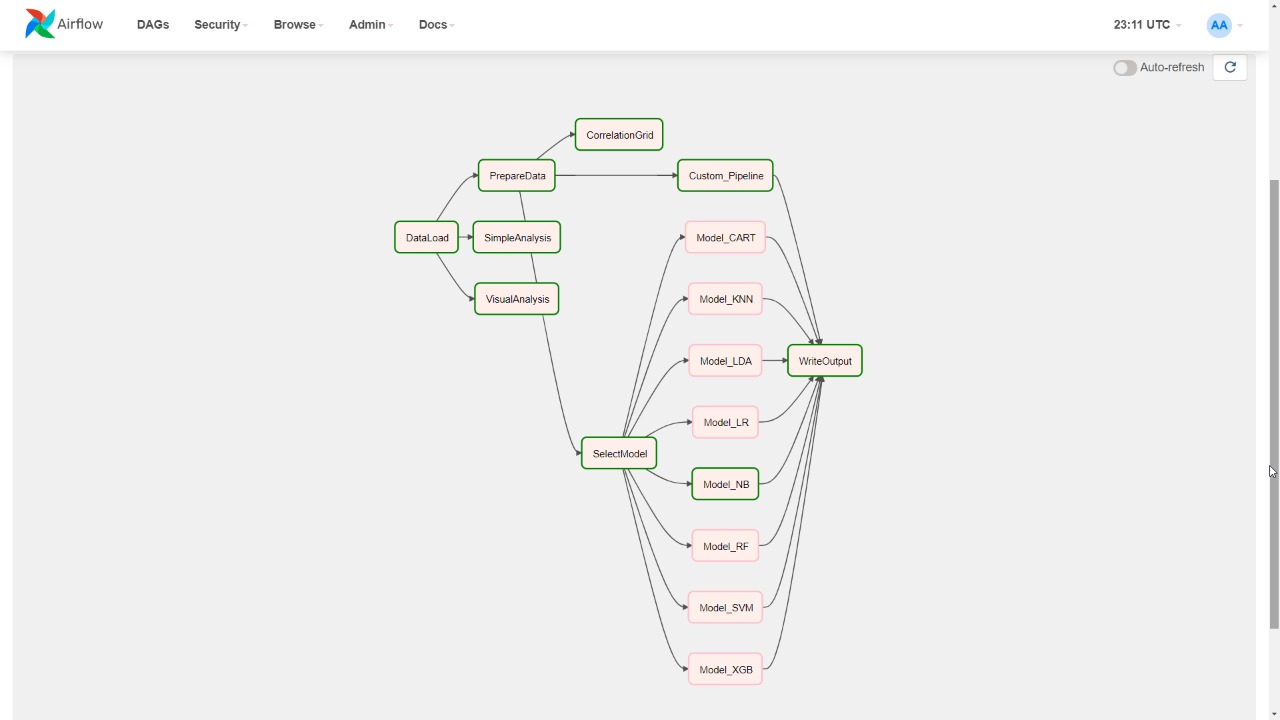 Airflow DAGs Security Browse Admin Docs 23:11 UTC AA
Auto-refresh
CorrelationGrid
PrepareData Custom_Pipeline
DataLoad SimpleAnalysis Model_CART
VisualAnalysis Model_KNN
Model_LDA WriteOutput
Model_LR
SelectModel
Model_NB
Model_RF
Model_SVM
Model_XGB